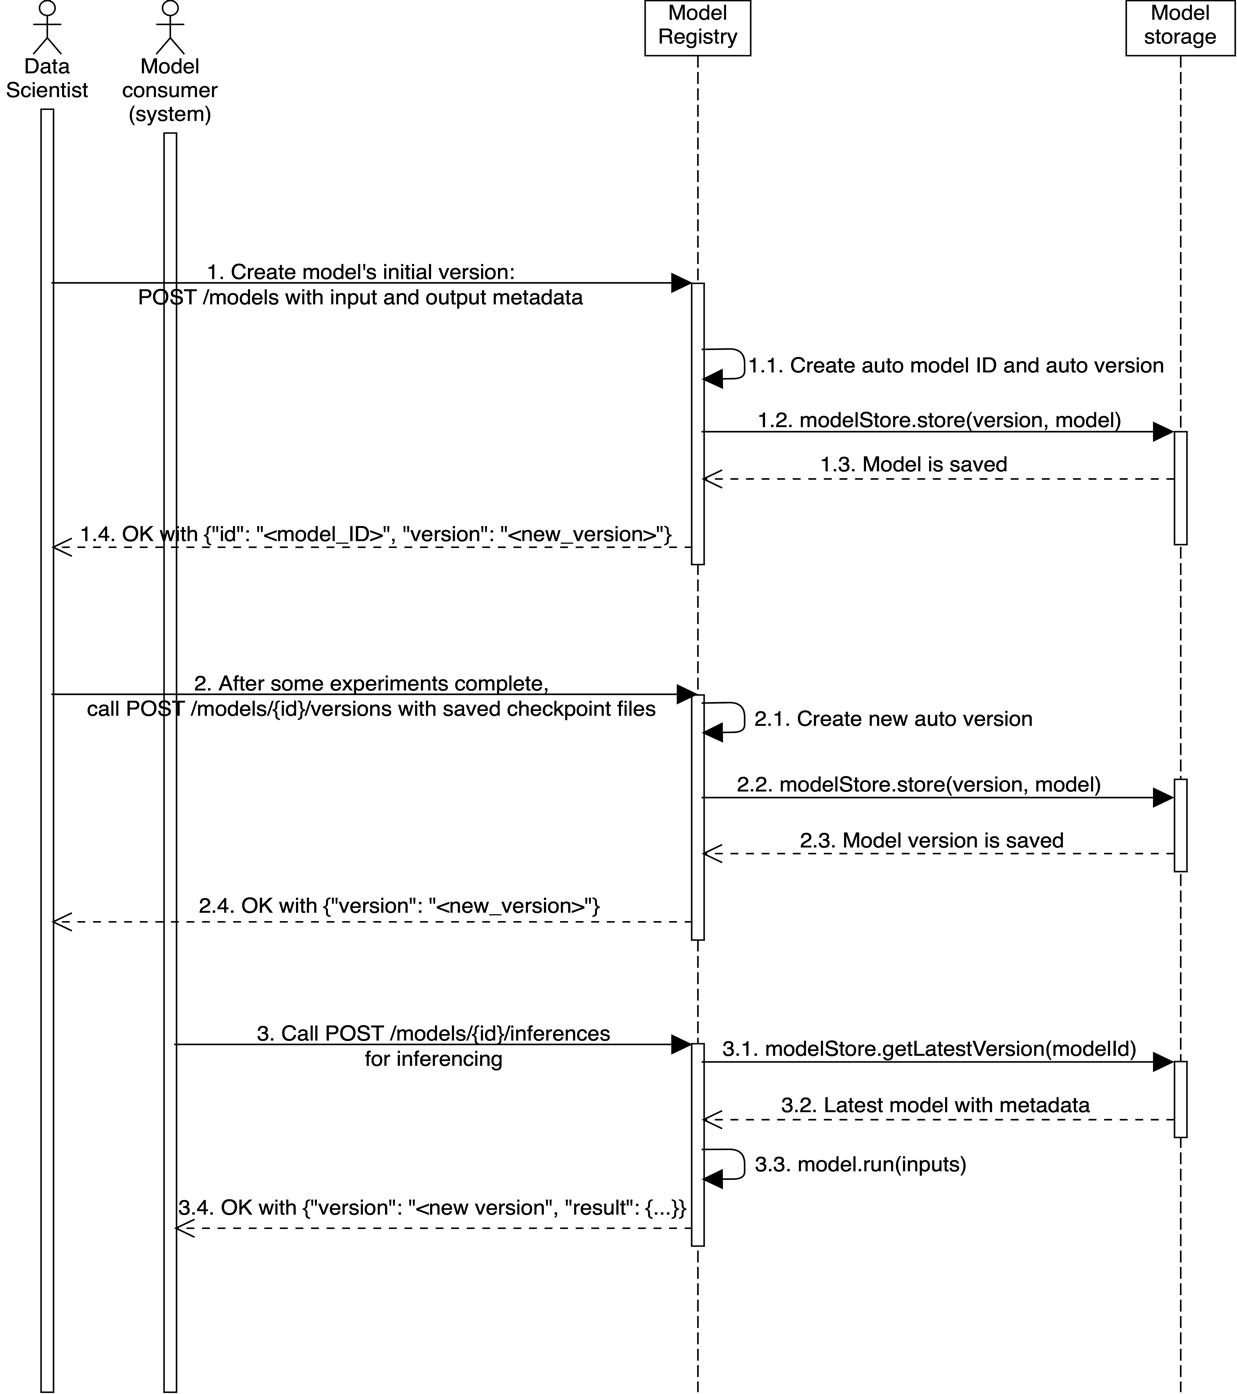 Data
Scientist
Model
consumer
(system)
Model
Registry
Model
storage
1. Create model's initial version:
POST /models with input and output metadata
1.1. Create auto model ID and auto version
1.2. modelStore.store(version, model)
1.3. Model is saved
1.4. OK with {"id": "<model_ID>", "version": "<new_version>"}
2. After some experiments complete,
call POST /models/{id}/versions with saved checkpoint files
2.1. Create new auto version
2.2. modelStore.store(version, model)
2.3. Model version is saved
2.4. OK with {"version": "<new_version>"}
3. Call POST /models/{id}/inferences
for inferencing
3.1. modelStore.getLatestVersion(modelId)
3.2. Latest model with metadata
3.3. model.run(inputs)
3.4. OK with {"version": "<new version", "result": {...}}